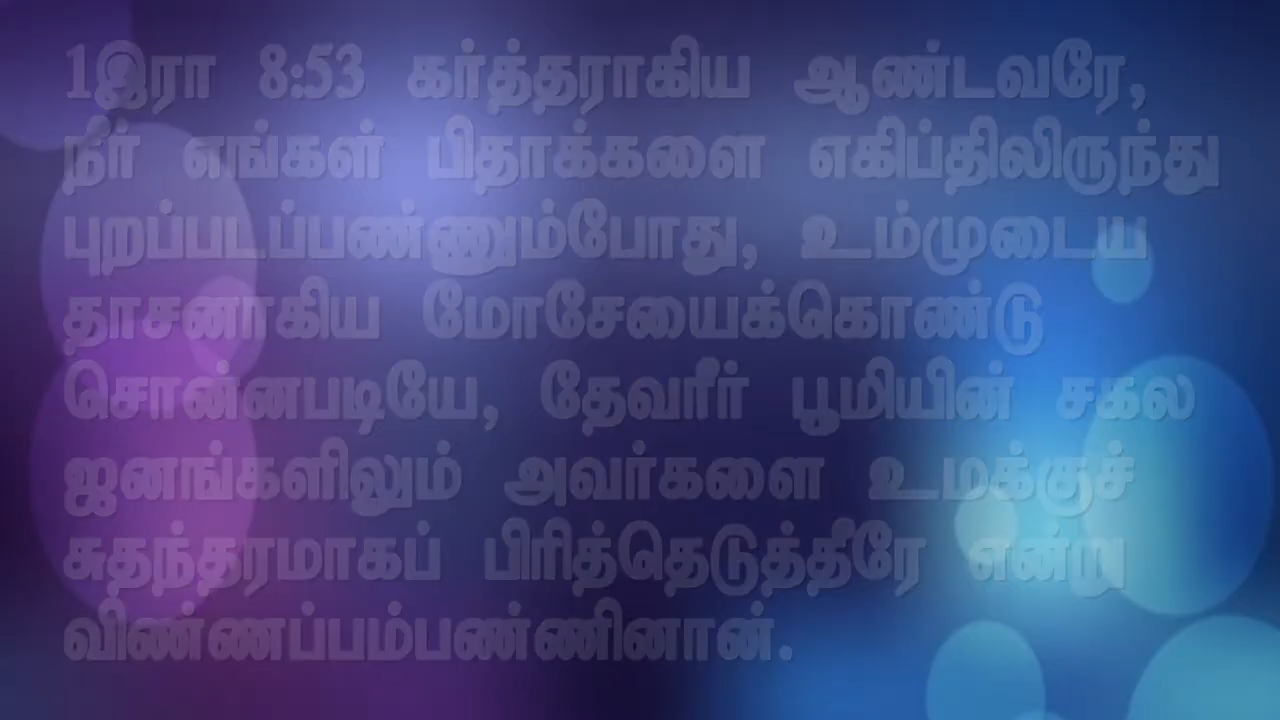 1இரா 8:53 கர்த்தராகிய ஆண்டவரே,
நீர் எங்கள் பிதாக்களை எகிப்திலிருந்து
புறப்படப்பண்ணும்போது, உம்முடைய
தாசனாகிய மோசேயைக்கொண்டு
சொன்னபடியே, தேவரீர் பூமியின் சகல
ஜனங்களிலும் அவர்களை உமக்குச்
சுதந்தரமாகப் பிரித்தெடுத்தீரே என்று
விண்ணப்பம்பண்ணினான்.